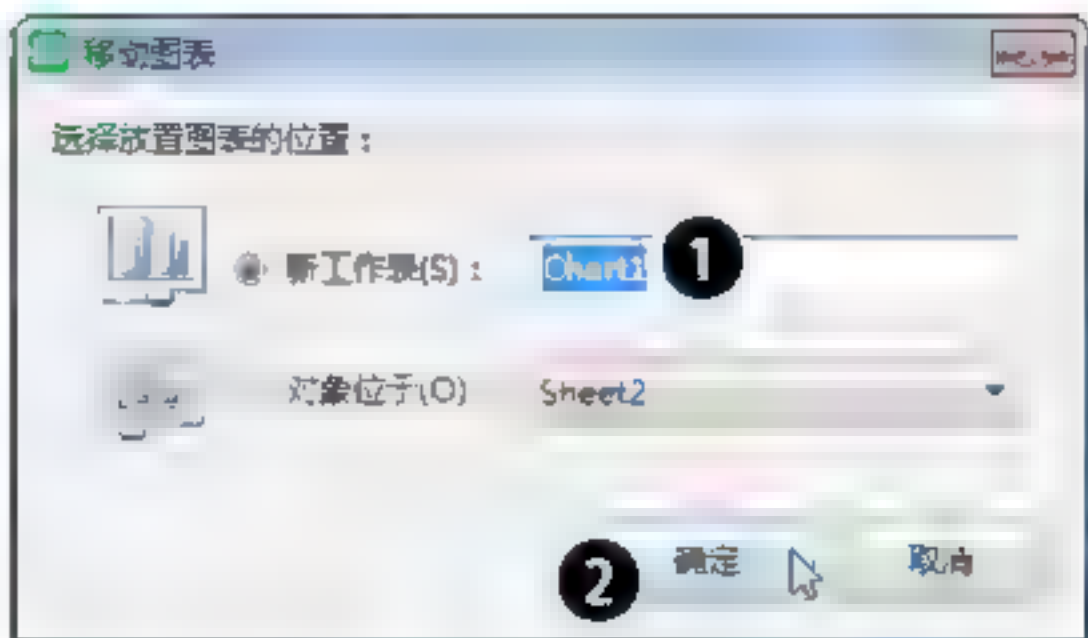 移动图表
选择放置图表的位置：
新工作表(S)： Chart1 1
对象位于(O) Sheet2
2 确定 取消